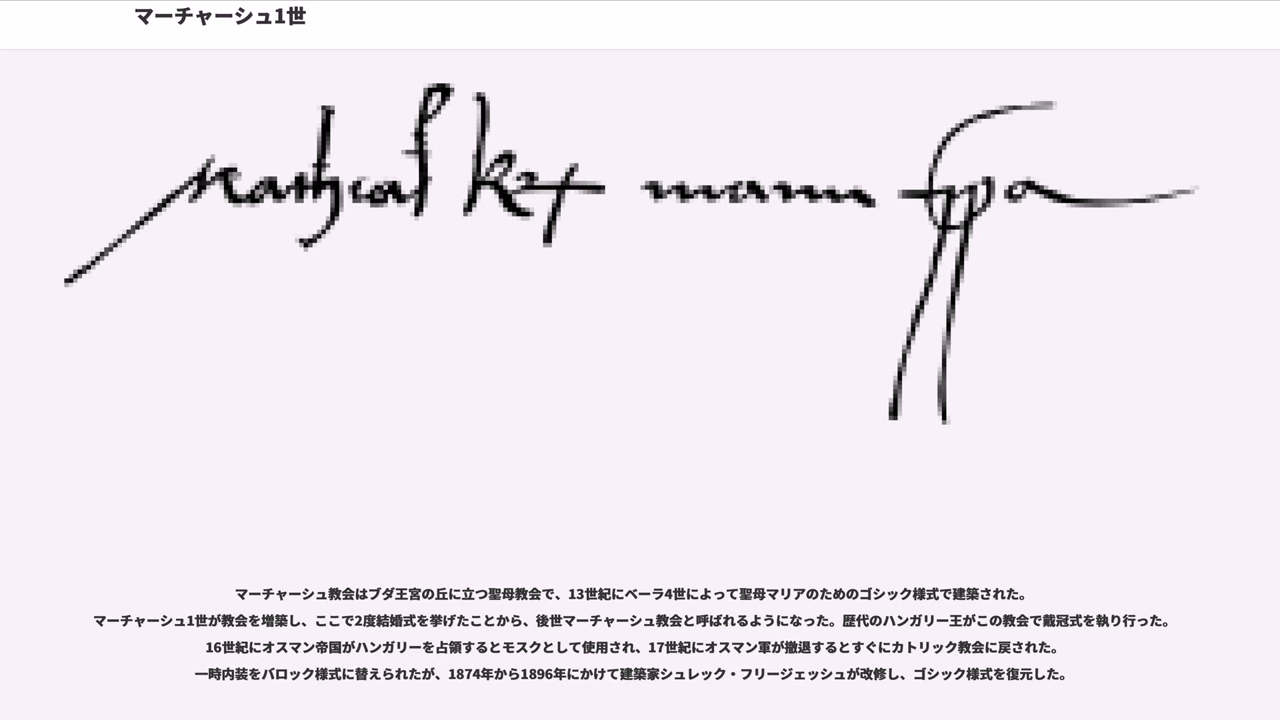 マーチャーシュ1世
Mathias Rex manu ppa
マーチャーシュ教会はブダ王宮の丘に立つ聖母教会で、13世紀にベーラ4世によって聖母マリアのためのゴシック様式で建築された。
マーチャーシュ1世が教会を増築し、ここで2度結婚式を挙げたことから、後世マーチャーシュ教会と呼ばれるようになった。歴代のハンガリー王がこの教会で戴冠式を執り行った。
16世紀にオスマン帝国がハンガリーを占領するとモスクとして使用され、17世紀にオスマン軍が撤退するとすぐにカトリック教会に戻された。
一時内装をバロック様式に替えられたが、1874年から1896年にかけて建築家シュレック・フリージェッシュが改修し、ゴシック様式を復元した。